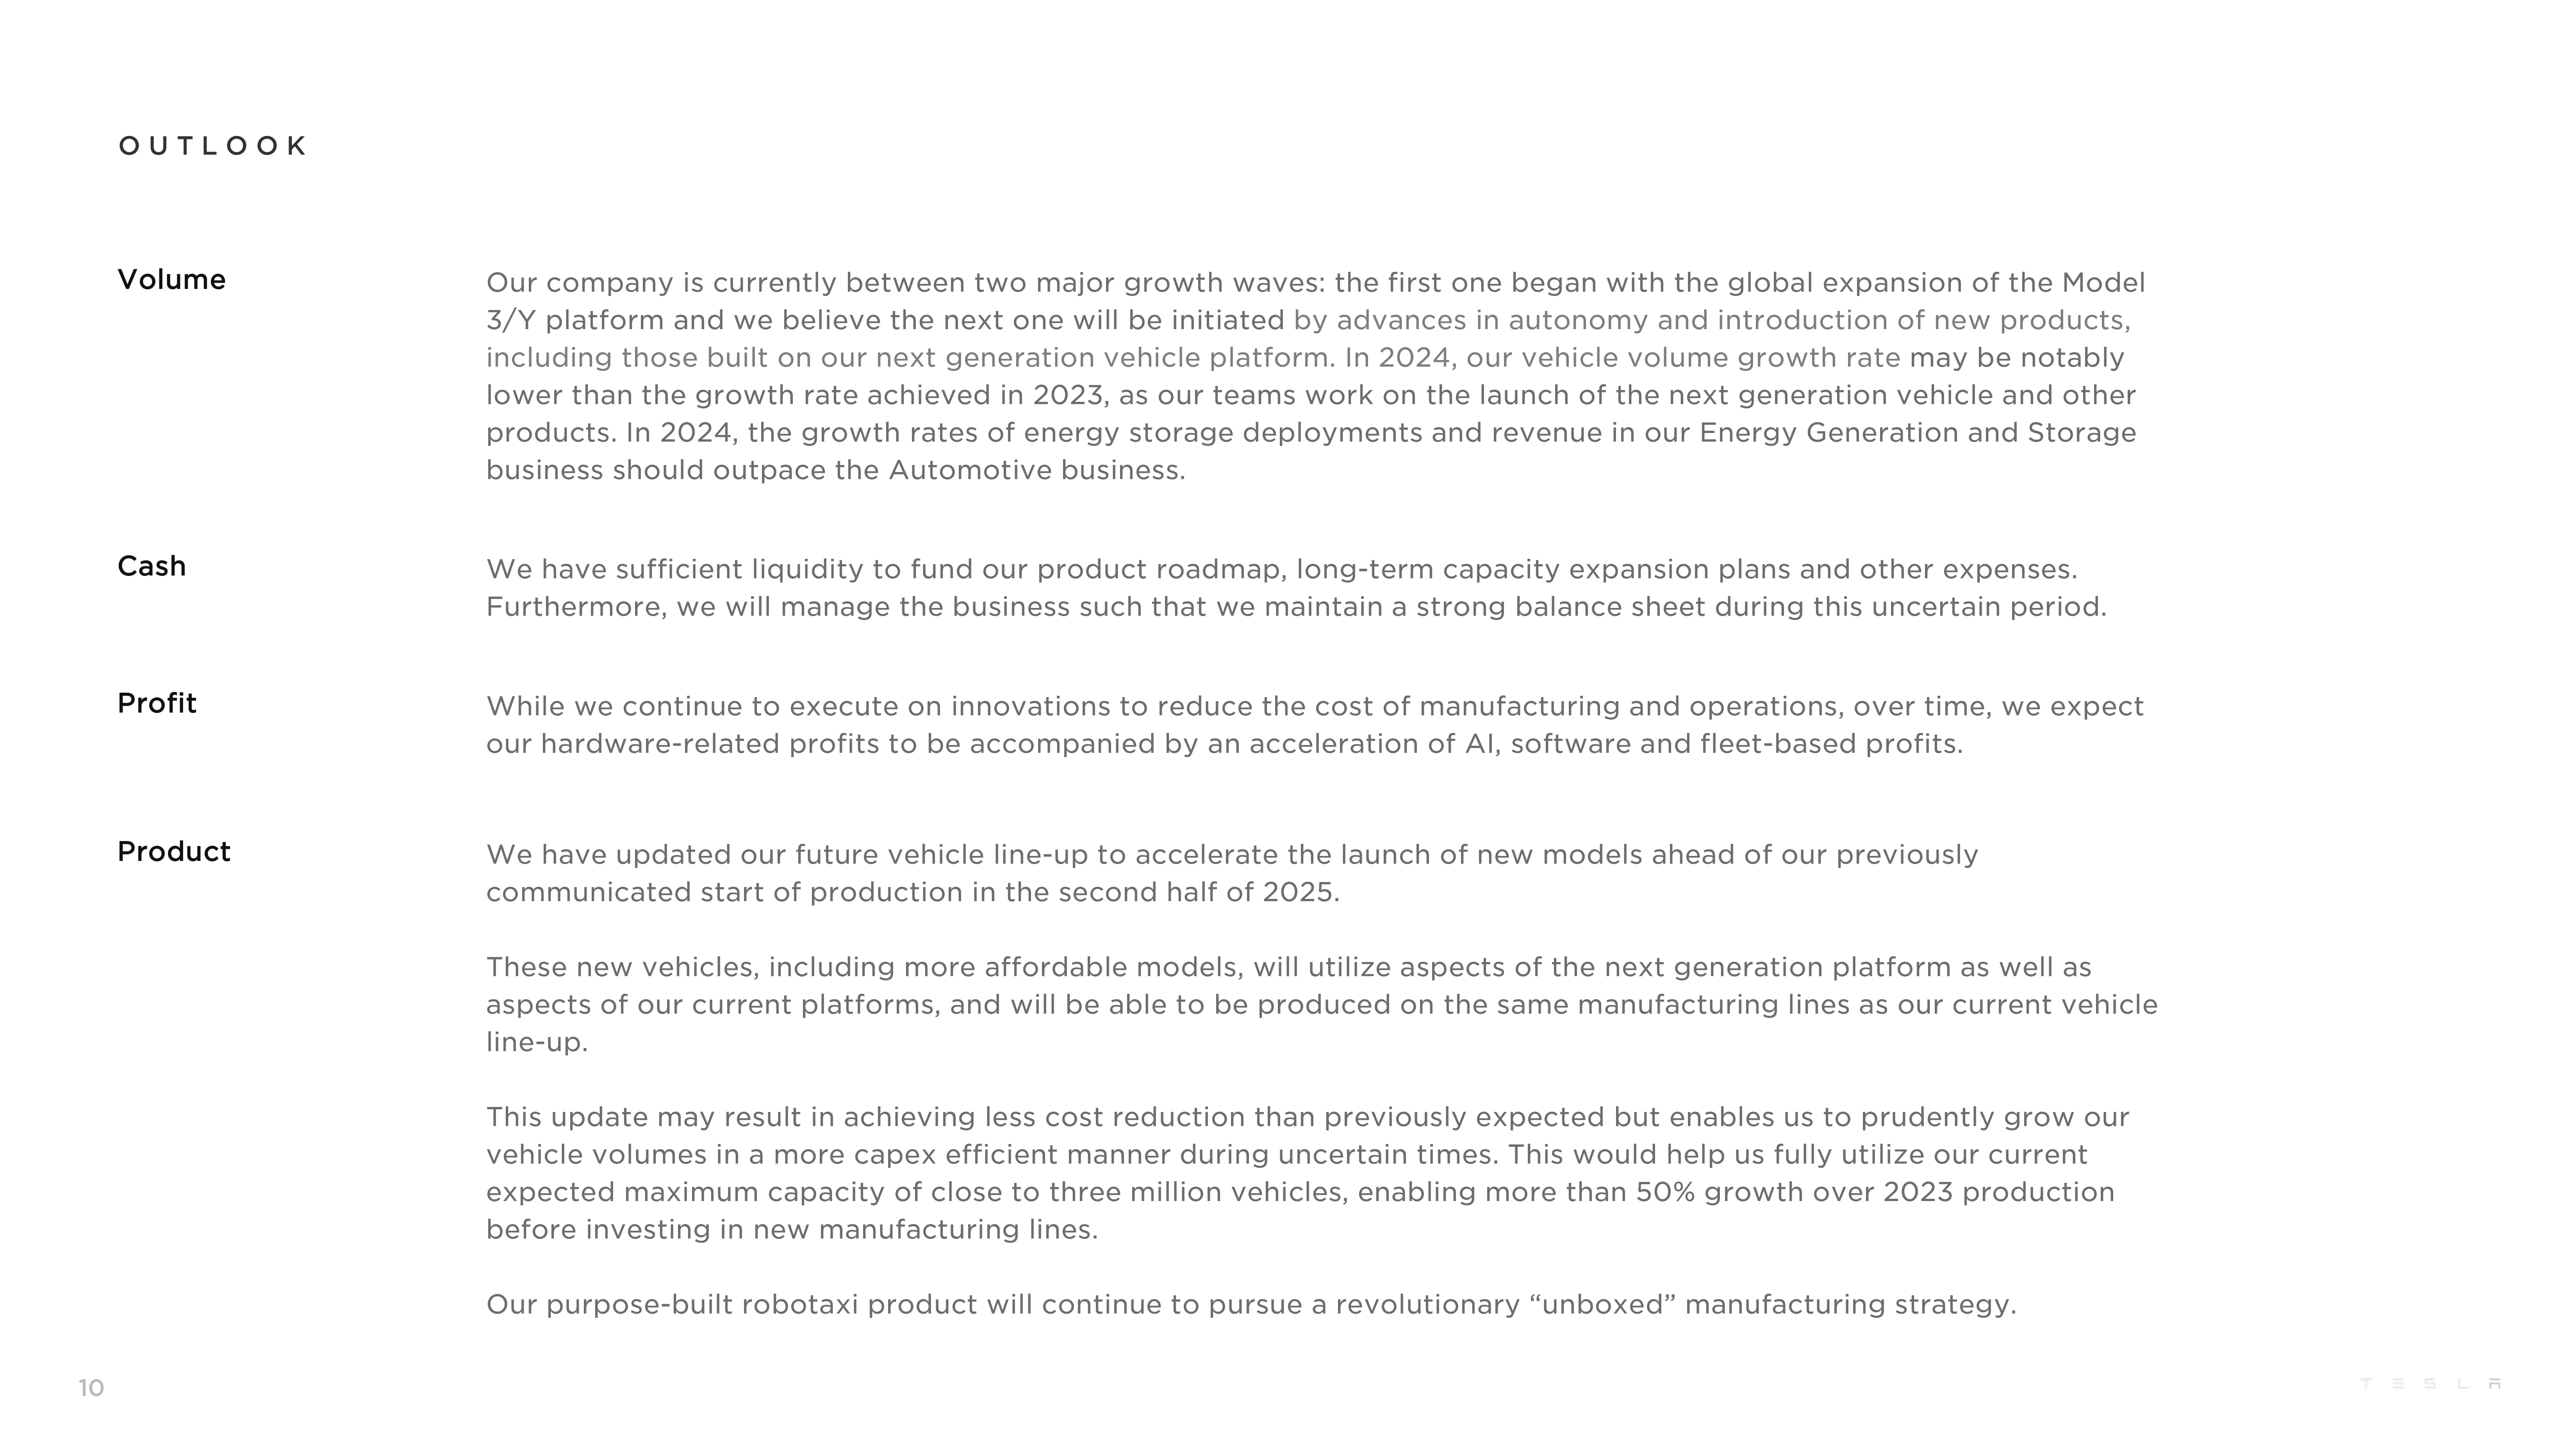 OUTLOOK
Volume
Our company is currently between two major growth waves: the first one began with the global expansion of the Model
3/Y platform and we believe the next one will be initiated by advances in autonomy and introduction of new products,
including those built on our next generation vehicle platform. In 2024, our vehicle volume growth rate may be notably
lower than the growth rate achieved in 2023, as our teams work on the launch of the next generation vehicle and other
products. In 2024, the growth rates of energy storage deployments and revenue in our Energy Generation and Storage
business should outpace the Automotive business.
Cash
We have sufficient liquidity to fund our product roadmap, long-term capacity expansion plans and other expenses.
Furthermore, we will manage the business such that we maintain a strong balance sheet during this uncertain period.
Profit
While we continue to execute on innovations to reduce the cost of manufacturing and operations, over time, we expect
our hardware-related profits to be accompanied by an acceleration of AI, software and fleet-based profits.
Product
We have updated our future vehicle line-up to accelerate the launch of new models ahead of our previously
communicated start of production in the second half of 2025.
These new vehicles, including more affordable models, will utilize aspects of the next generation platform as well as
aspects of our current platforms, and will be able to be produced on the same manufacturing lines as our current vehicle
line-up.
This update may result in achieving less cost reduction than previously expected but enables us to prudently grow our
vehicle volumes in a more capex efficient manner during uncertain times. This would help us fully utilize our current
expected maximum capacity of close to three million vehicles, enabling more than 50% growth over 2023 production
before investing in new manufacturing lines.
Our purpose-built robotaxi product will continue to pursue a revolutionary “unboxed” manufacturing strategy.
10
TESLA